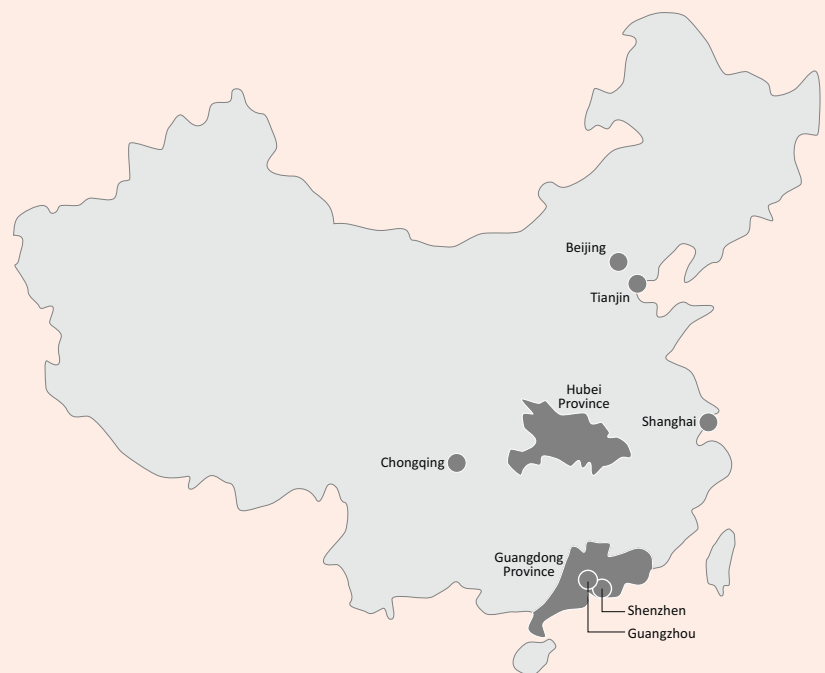 Beijing
Tianjin
Hubei
Province
Shanghai
Chongqing
Guangdong
Province
Shenzhen
Guangzhou